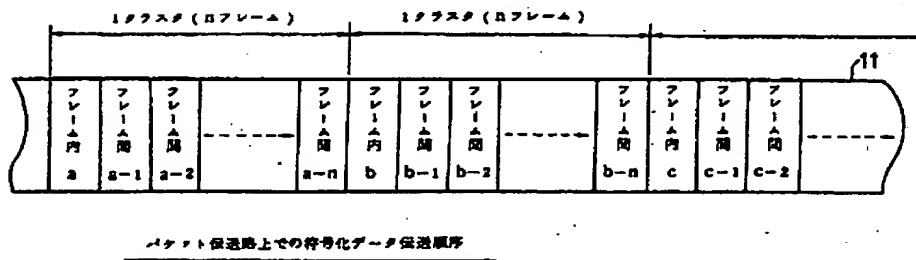 1クラスタ(nフレーム) 1クラスタ(nフレーム)
11
フレーム内 a
フレーム間 a-1
フレーム間 a-2
フレーム間 a-n
フレーム内 b
フレーム間 b-1
フレーム間 b-2
フレーム間 b-n
フレーム内 c
フレーム間 c-1
フレーム間 c-2
パケット伝送路上での符号化データ伝送順序